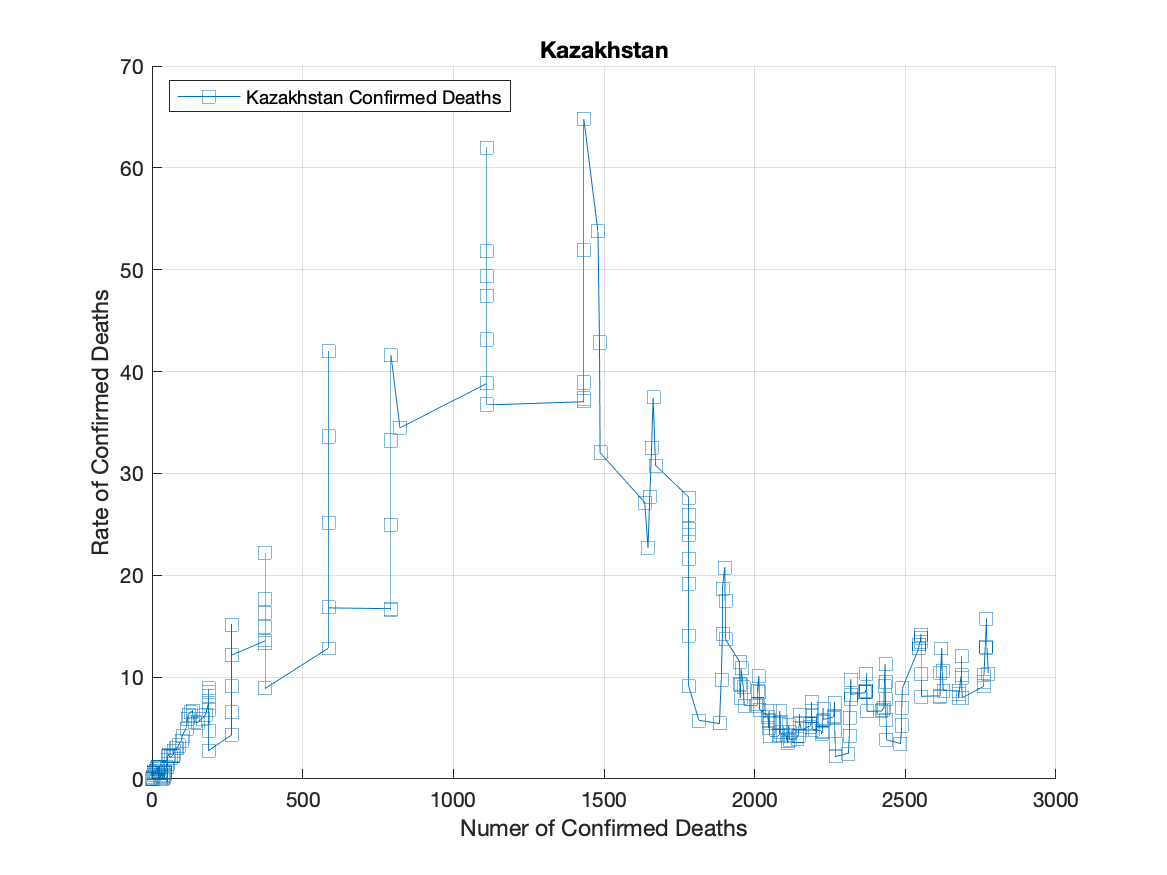 Kazakhstan
Kazakhstan Confirmed Deaths
Rate of Confirmed Deaths
70
60
50
40
30
20
10
0
0 500 1000 1500 2000 2500 3000
Numer of Confirmed Deaths